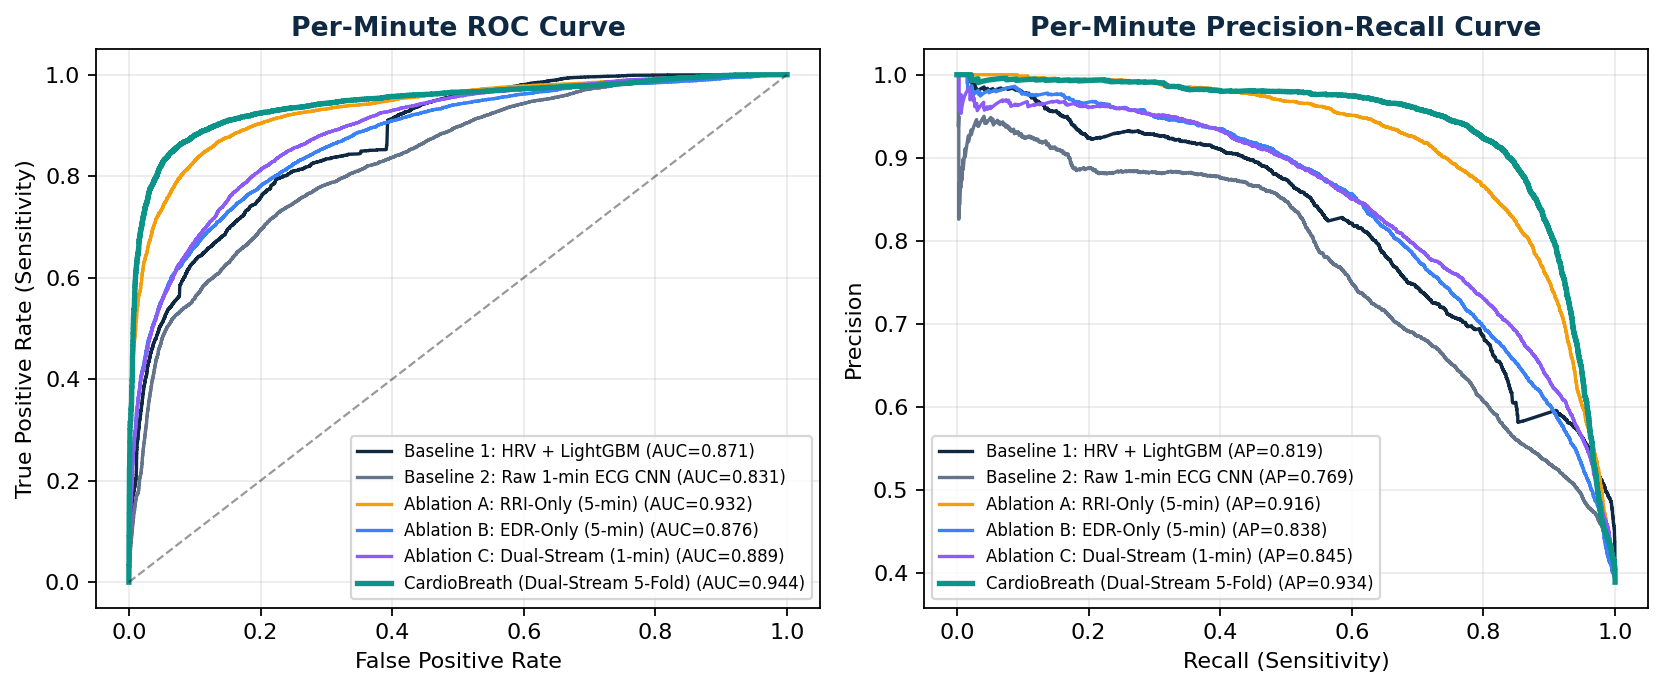 Per-Minute ROC Curve
True Positive Rate (Sensitivity)
1.0
0.8
0.6
0.4
0.2
0.0
Baseline 1: HRV + LightGBM (AUC=0.871)
Baseline 2: Raw 1-min ECG CNN (AUC=0.831)
Ablation A: RRI-Only (5-min) (AUC=0.932)
Ablation B: EDR-Only (5-min) (AUC=0.876)
Ablation C: Dual-Stream (1-min) (AUC=0.889)
CardioBreath (Dual-Stream 5-Fold) (AUC=0.944)
0.0 0.2 0.4 0.6 0.8 1.0
False Positive Rate
Per-Minute Precision-Recall Curve
Precision
1.0
0.9
0.8
0.7
0.6
0.5
0.4
Baseline 1: HRV + LightGBM (AP=0.819)
Baseline 2: Raw 1-min ECG CNN (AP=0.769)
Ablation A: RRI-Only (5-min) (AP=0.916)
Ablation B: EDR-Only (5-min) (AP=0.838)
Ablation C: Dual-Stream (1-min) (AP=0.845)
CardioBreath (Dual-Stream 5-Fold) (AP=0.934)
0.0 0.2 0.4 0.6 0.8 1.0
Recall (Sensitivity)